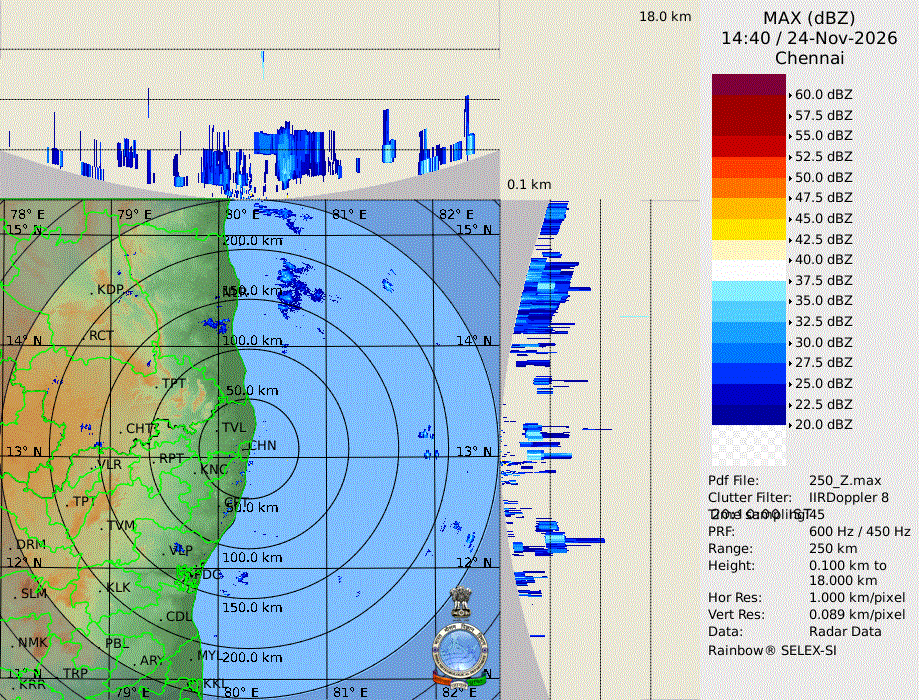 18.0 km
0.1 km
MAX (dBZ)
14:40 / 24-Nov-2026
Chennai
60.0 dBZ
57.5 dBZ
55.0 dBZ
52.5 dBZ
50.0 dBZ
47.5 dBZ
45.0 dBZ
42.5 dBZ
40.0 dBZ
37.5 dBZ
35.0 dBZ
32.5 dBZ
30.0 dBZ
27.5 dBZ
25.0 dBZ
22.5 dBZ
20.0 dBZ
78° E 79° E 80° E 81° E 82° E
15° N 15° N
200.0 km
KDP
150.0 km
RCT
100.0 km
14° N 14° N
TPT
50.0 km
CHT TVL
CHN
13° N 13° N
VLR RPT
KNC
TPT
50.0 km
TVM
DRM VLP
100.0 km
12° N 12° N
PDC
SLM KLK
150.0 km
CDL
NMK PBL
ARY MYL 200.0 km
TRP
KRR KKL
79° E 80° E 81° E 82° E
Pdf File: 250_Z.max
Clutter Filter: IIRDoppler 8
PRF: 600 Hz / 450 Hz
Range: 250 km
Height: 0.100 km to
18.000 km
Hor Res: 1.000 km/pixel
Vert Res: 0.089 km/pixel
Data: Radar Data
Rainbow® SELEX-SI